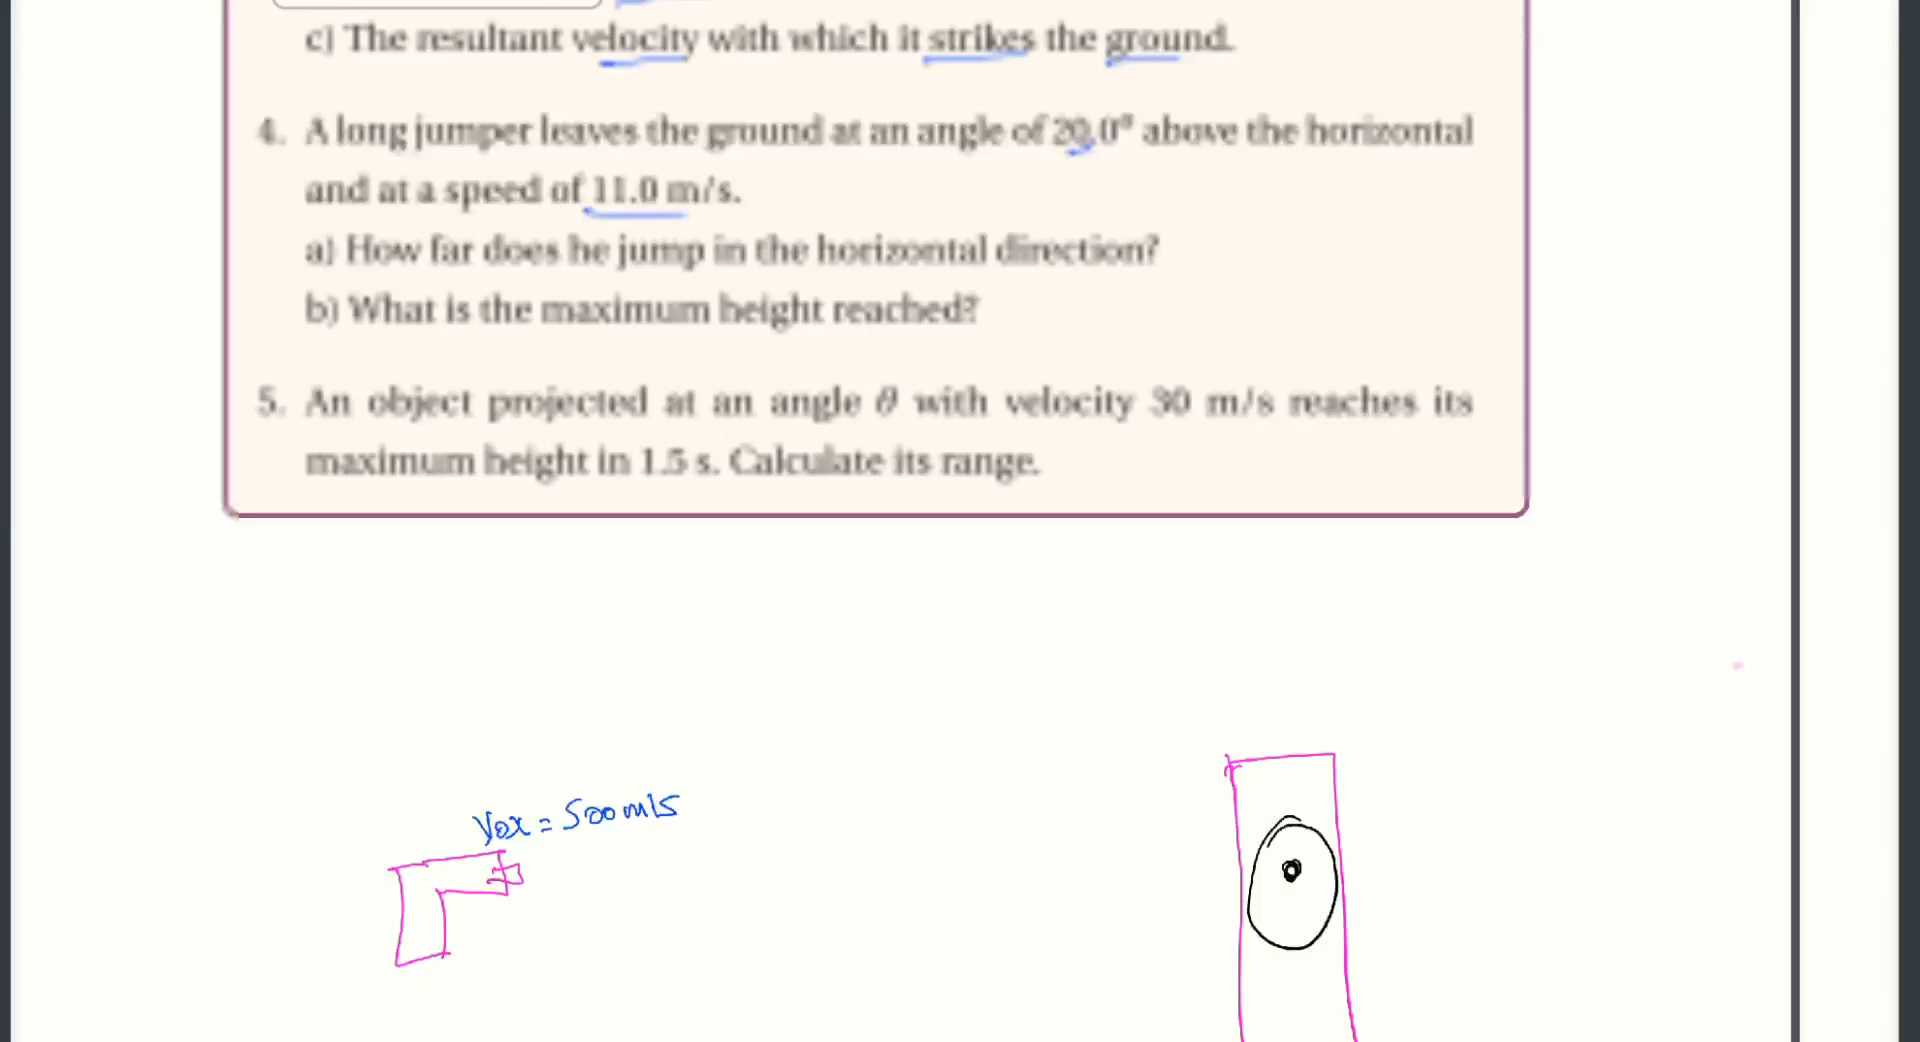 c) The resultant velocity with which it strikes the ground.
4. A long jumper leaves the ground at an angle of 20.0° above the horizontal
and at a speed of 11.0 m/s.
a) How far does he jump in the horizontal direction?
b) What is the maximum height reached?
5. An object projected at an angle θ with velocity 30 m/s reaches its
maximum height in 1.5 s. Calculate its range.
Vox = 500 m/s